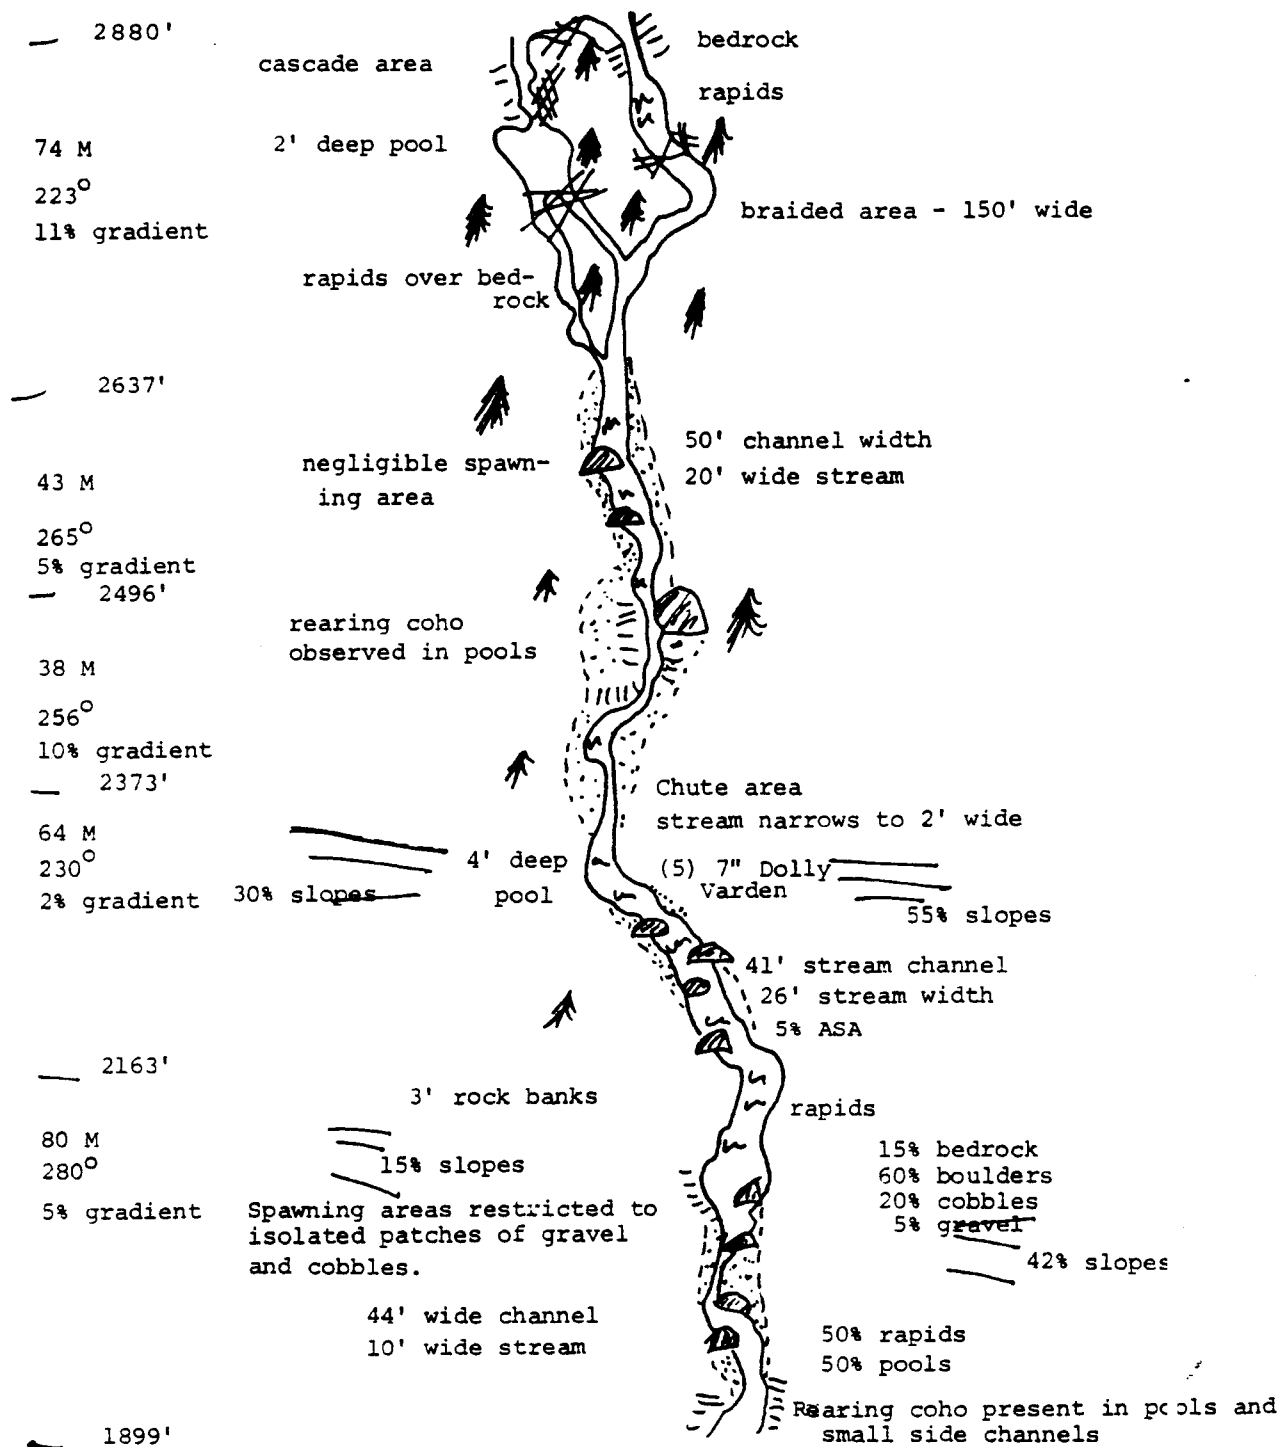 2880'
bedrock
cascade area
rapids
74 M
2' deep pool
223°
braided area - 150' wide
11% gradient
rapids over bed-
rock
2637'
50' channel width
negligible spawn-
20' wide stream
43 M
ing area
265°
5% gradient
2496'
rearing coho
observed in pools
38 M
256°
10% gradient
2373'
Chute area
stream narrows to 2' wide
64 M
230°
4' deep
(5) 7" Dolly
2% gradient
30% slopes
pool
Varden
55% slopes
41' stream channel
26' stream width
5% ASA
2163'
3' rock banks
rapids
80 M
15% bedrock
280°
15% slopes
60% boulders
20% cobbles
5% gradient
Spawning areas restricted to
5% gravel
isolated patches of gravel
and cobbles.
42% slopes
44' wide channel
10' wide stream
50% rapids
50% pools
Rearing coho present in pools and
small side channels
1899'